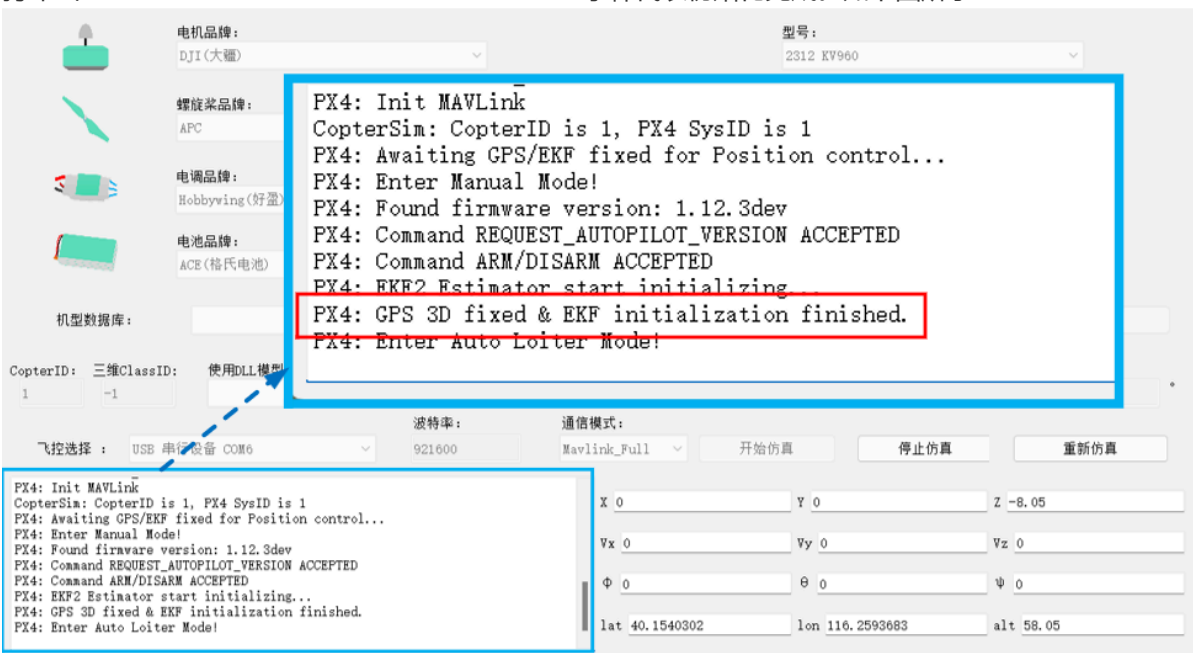 电机品牌:
型号:
DJI(大疆)
2312 KV960
螺旋桨品牌:
APC
电调品牌:
Hobbywing(好盈)
电池品牌:
ACE(格氏电池)
PX4: Init MAVLink
CopterSim: CopterID is 1, PX4 SysID is 1
PX4: Awaiting GPS/EKF fixed for Position control...
PX4: Enter Manual Mode!
PX4: Found firmware version: 1.12.3dev
PX4: Command REQUEST_AUTOPILOT_VERSION ACCEPTED
PX4: Command ARM/DISARM ACCEPTED
PX4: EKF2 Estimator start initializing...
PX4: GPS 3D fixed & EKF initialization finished.
PX4: Enter Auto Loiter Mode!
机型数据库:
CopterID: 三维ClassID: 使用DLL模型
1 -1 °
波特率: 通信模式:
飞控选择 : USB 串行设备 COM6 921600 Mavlink_Full 开始仿真 停止仿真 重新仿真
PX4: Init MAVLink
CopterSim: CopterID is 1, PX4 SysID is 1
PX4: Awaiting GPS/EKF fixed for Position control...
PX4: Enter Manual Mode!
PX4: Found firmware version: 1.12.3dev
PX4: Command REQUEST_AUTOPILOT_VERSION ACCEPTED
PX4: Command ARM/DISARM ACCEPTED
PX4: EKF2 Estimator start initializing...
PX4: GPS 3D fixed & EKF initialization finished.
PX4: Enter Auto Loiter Mode!
X 0 Y 0 Z -8.05
Vx 0 Vy 0 Vz 0
Φ 0 θ 0 ψ 0
lat 40.1540302 lon 116.2593683 alt 58.05